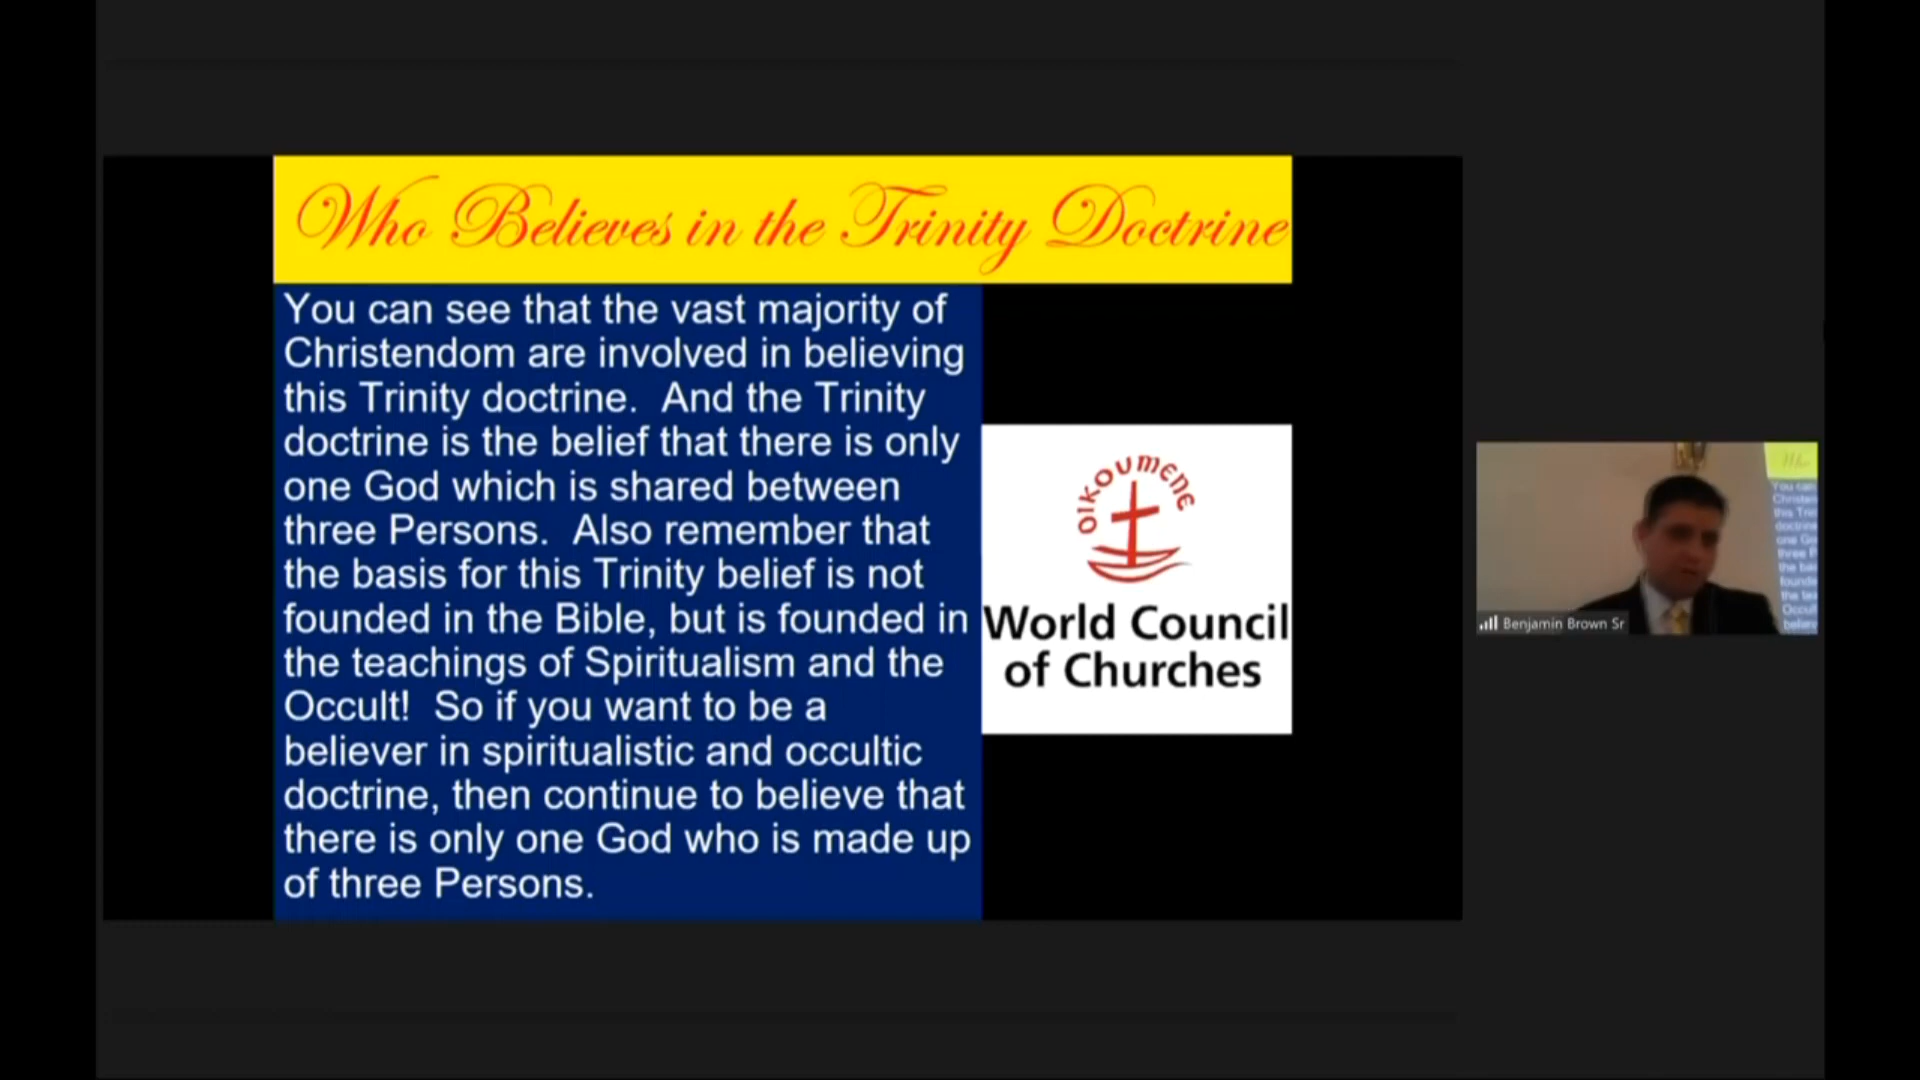 Who Believes in the Trinity Doctrine
You can see that the vast majority of
Christendom are involved in believing
this Trinity doctrine.  And the Trinity
doctrine is the belief that there is only
one God which is shared between
three Persons.  Also remember that
the basis for this Trinity belief is not
founded in the Bible, but is founded in
the teachings of Spiritualism and the
Occult!  So if you want to be a
believer in spiritualistic and occultic
doctrine, then continue to believe that
there is only one God who is made up
of three Persons.
OIKOUMENE
World Council
of Churches
Benjamin Brown Sr